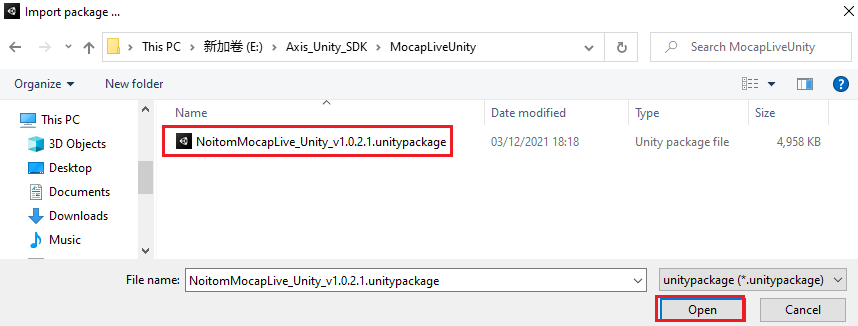 Import package ...
This PC > 新加卷 (E:) > Axis_Unity_SDK > MocapLiveUnity
Search MocapLiveUnity
Organize
New folder
This PC
3D Objects
Desktop
Documents
Downloads
Music
Name
Date modified
Type
Size
NoitomMocapLive_Unity_v1.0.2.1.unitypackage
03/12/2021 18:18
Unity package file
4,958 KB
File name:
NoitomMocapLive_Unity_v1.0.2.1.unitypackage
unitypackage (*.unitypackage)
Open
Cancel